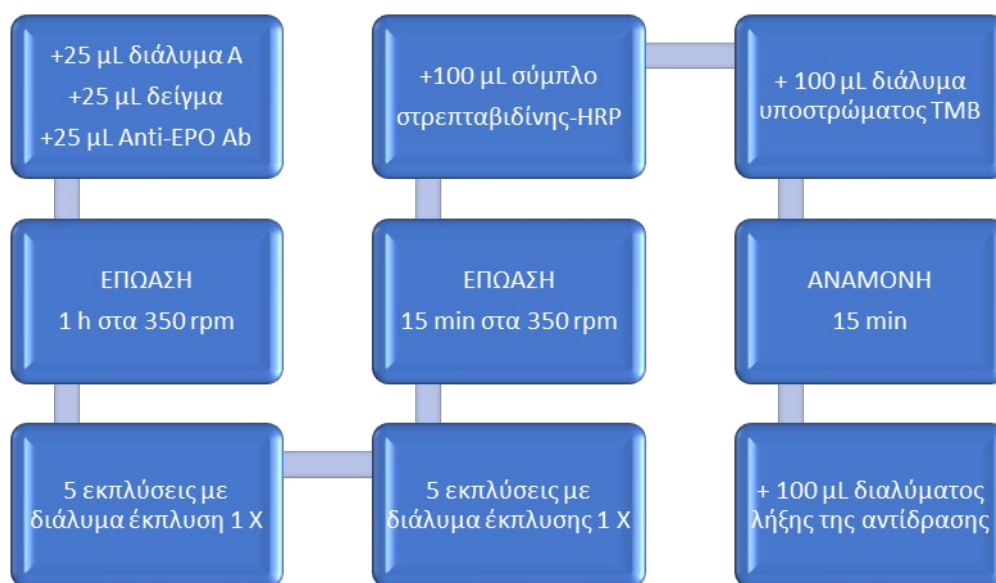 +25 μL διάλυμα Α
+25 μL δείγμα
+25 μL Anti-EPO Ab
ΕΠΩΑΣΗ
1 h στα 350 rpm
5 εκπλύσεις με
διάλυμα έκπλυση 1 X
+100 μL σύμπλο
στρεπταβιδίνης-HRP
ΕΠΩΑΣΗ
15 min στα 350 rpm
5 εκπλύσεις με
διάλυμα έκπλυσης 1 X
+ 100 μL διάλυμα
υποστρώματος TMB
ΑΝΑΜΟΝΗ
15 min
+ 100 μL διαλύματος
λήξης της αντίδρασης